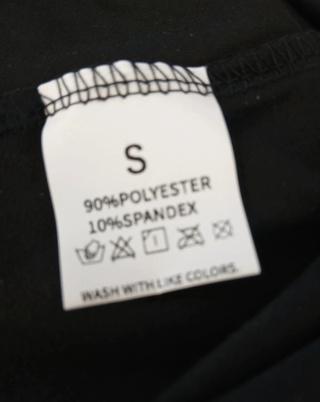 S
90%POLYESTER
10%SPANDEX
WASH WITH LIKE COLORS.